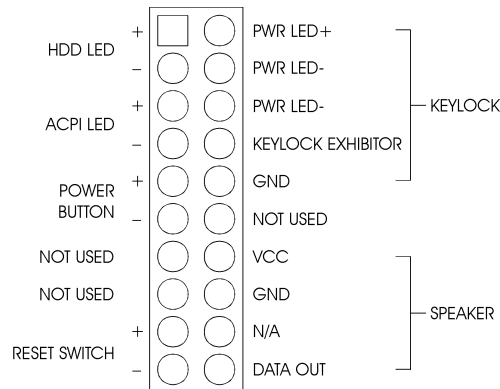 HDD LED
+
–
ACPI LED
+
–
POWER
BUTTON
+
–
NOT USED
NOT USED
RESET SWITCH
+
–
PWR LED+
PWR LED-
PWR LED-
KEYLOCK EXHIBITOR
GND
NOT USED
VCC
GND
N/A
DATA OUT
KEYLOCK
SPEAKER